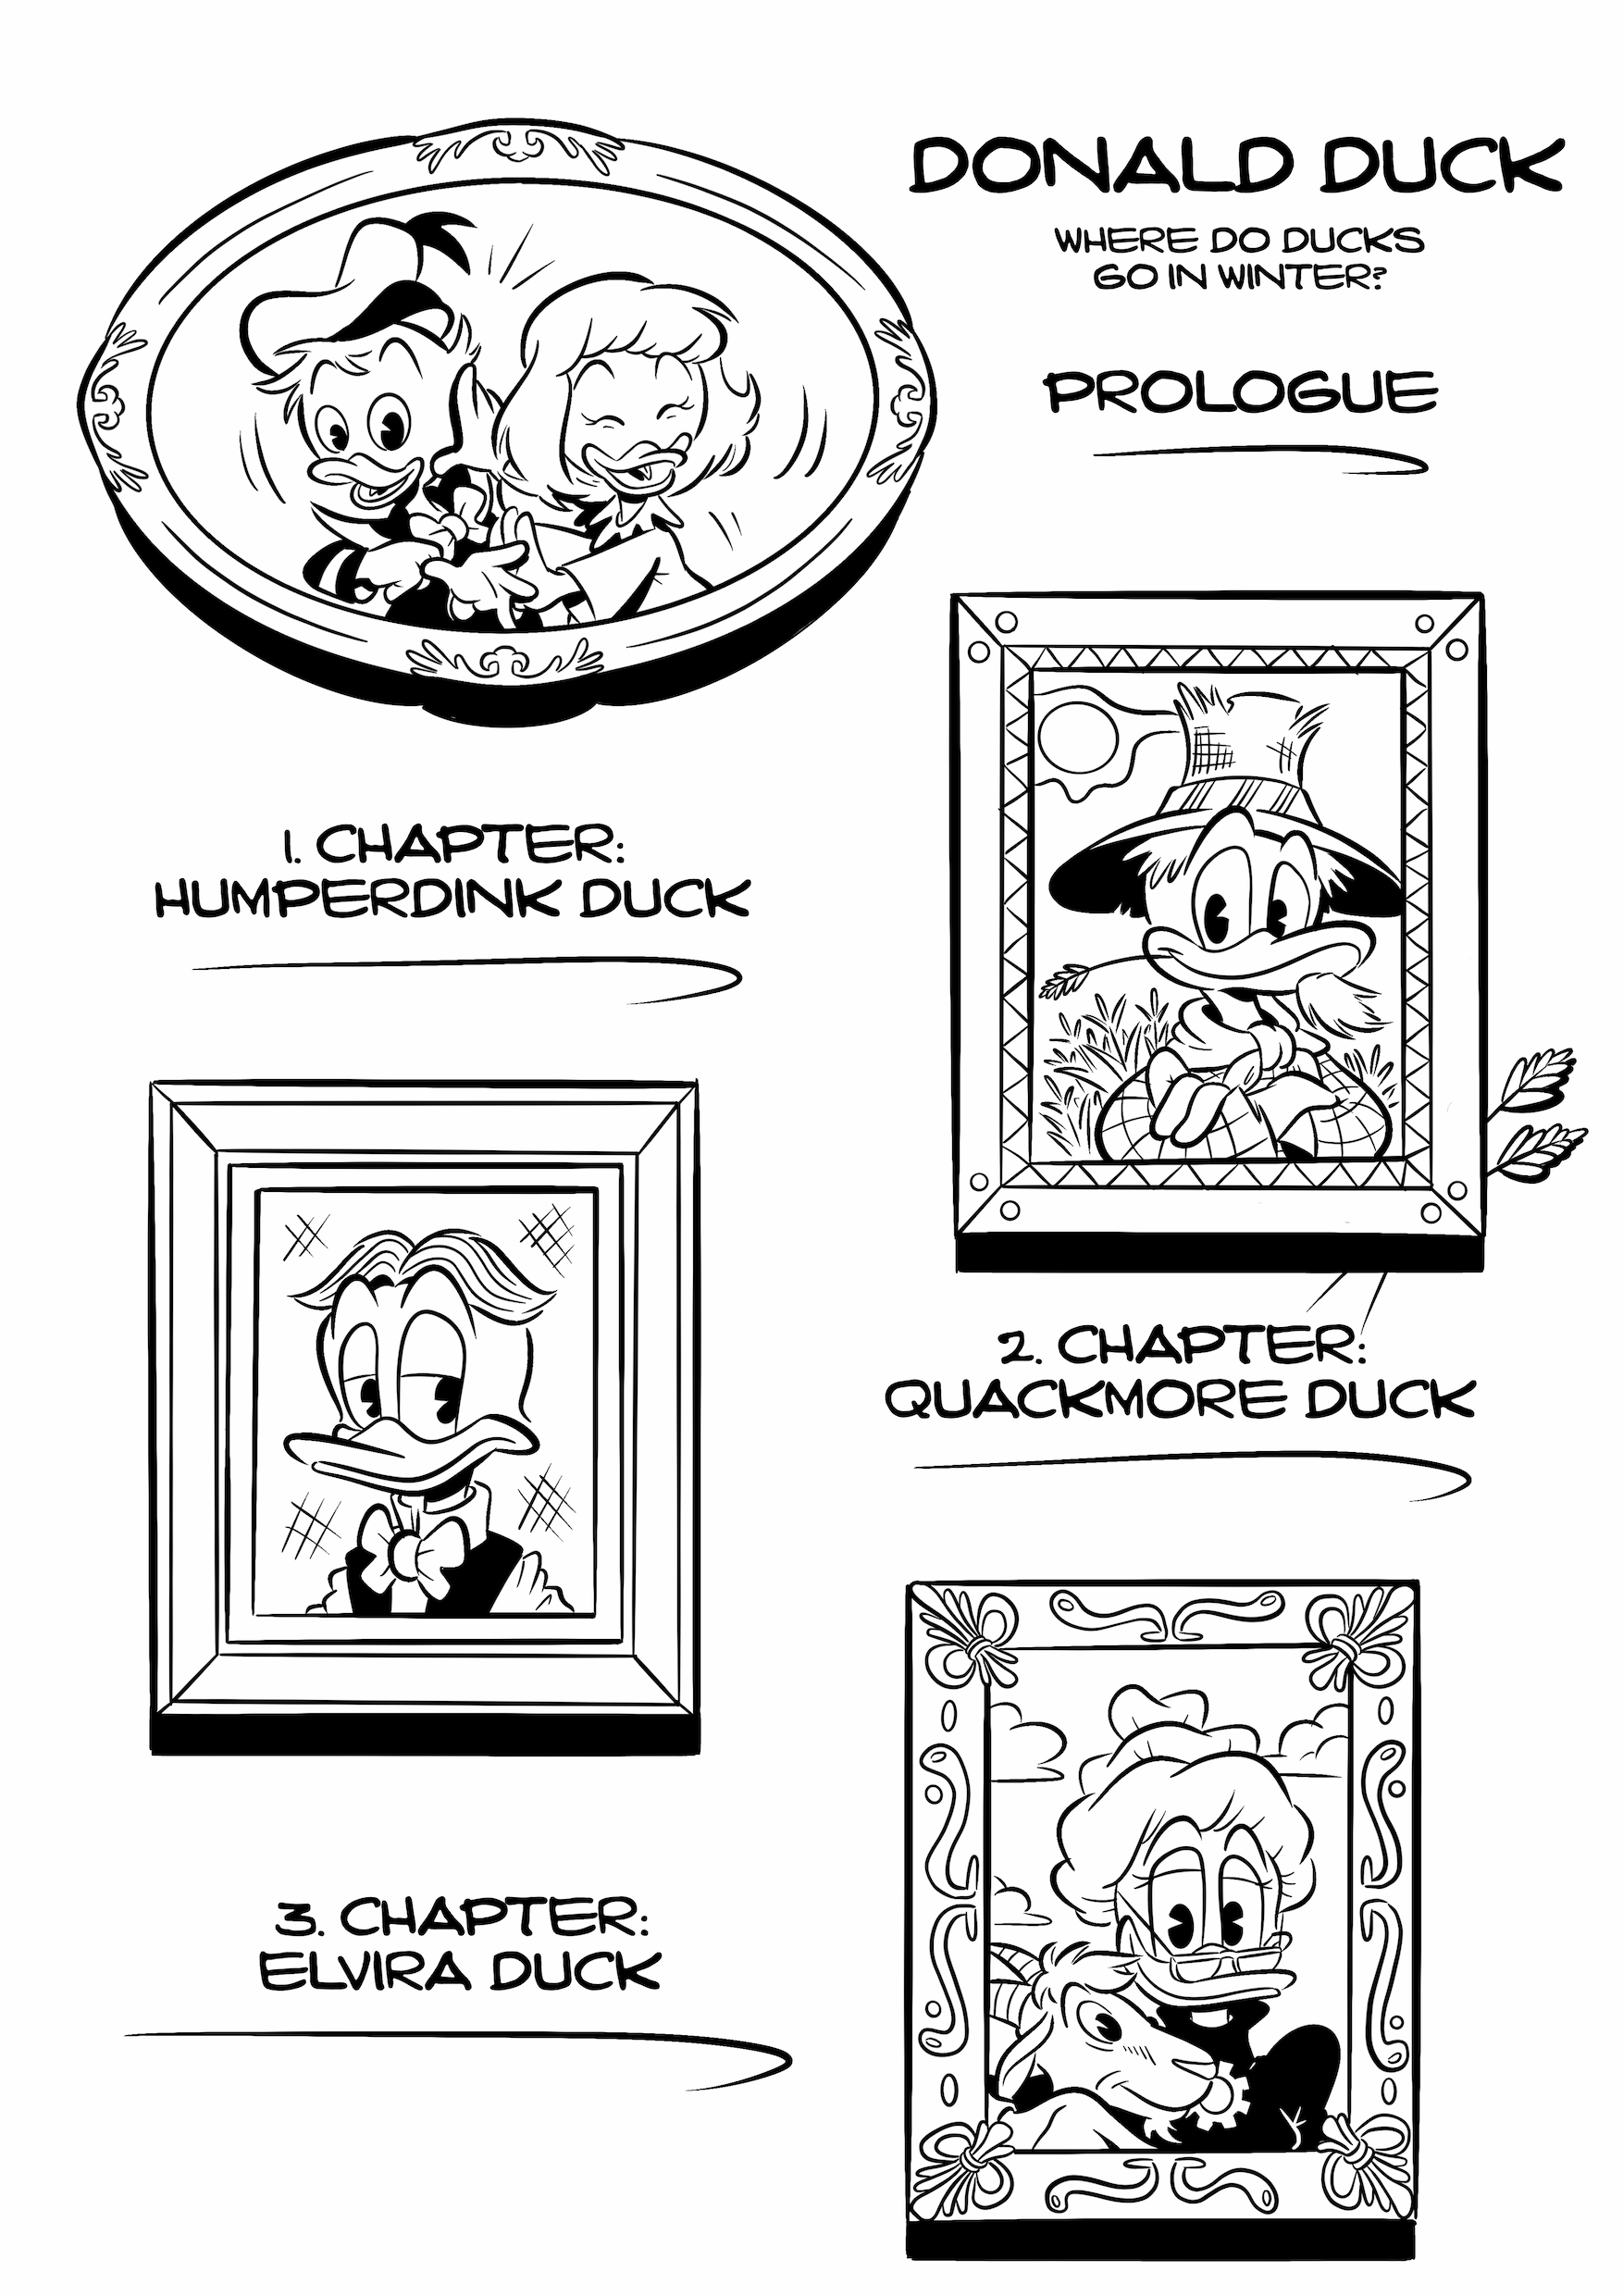 DONALD DUCK
WHERE DO DUCKS
GO IN WINTER?
PROLOGUE
1. CHAPTER:
HUMPERDINK DUCK
2. CHAPTER:
QUACKMORE DUCK
3. CHAPTER:
ELVIRA DUCK